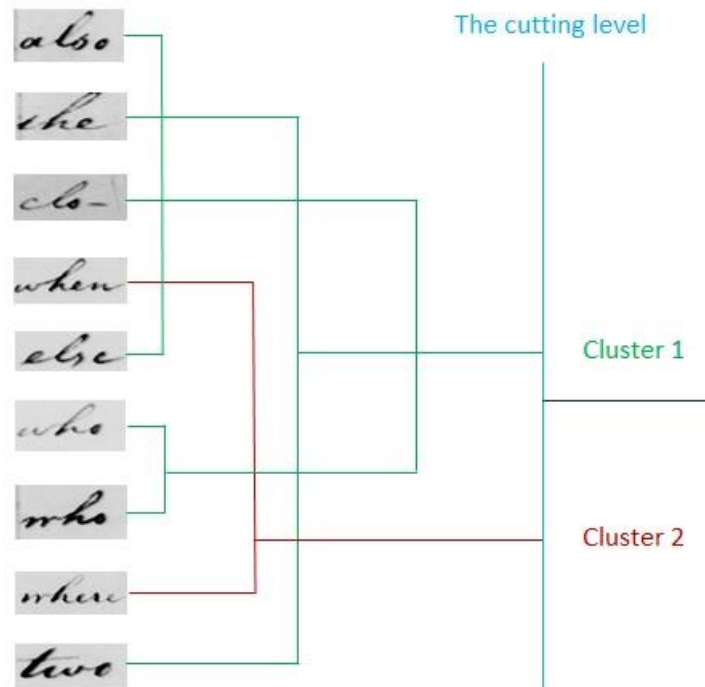 The cutting level
also
the
clo-
when
else
Cluster 1
who
who
Cluster 2
where
two